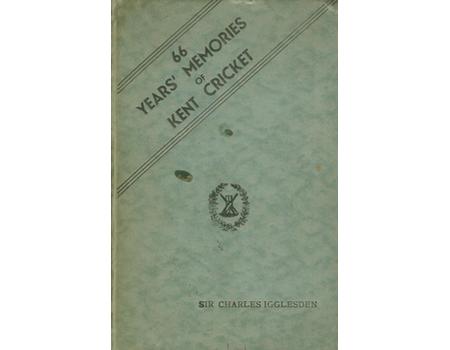 66
YEARS' MEMORIES
OF
KENT CRICKET
SIR CHARLES IGGLESDEN